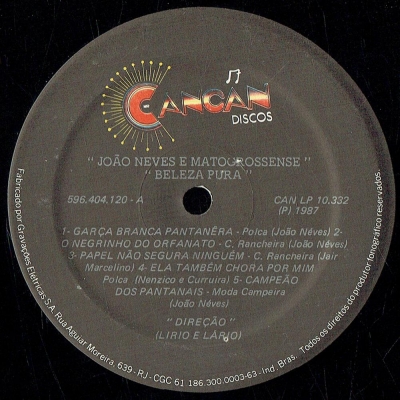 CANCAN
DISCOS
" JOÃO NEVES E MATOGROSSENSE "
" BELEZA PURA "
596.404.120 - A
CAN LP 10.332
(P) 1987
1- GARÇA BRANCA PANTANÊRA - Polca (João Néves) 2-
O NEGRINHO DO ORFANATO - C. Rancheira (João Néves)
3- PAPEL NÃO SEGURA NINGUÉM - C. Rancheira (Jair
Marcelino) 4- ELA TAMBÉM CHORA POR MIM
Polca (Nenzico e Curruira) 5- CAMPEÃO
DOS PANTANAIS - Moda Campeira
(João Néves)
" DIREÇÃO "
(LIRIO E LÁRIO)
Fabricado por Gravações Elétricas S.A. Rua Aguiar Moreira, 639 - RJ - CGC 61.186.300.0003-63 - Ind. Bras. Todos os direitos do produtor fonográfico reservados.